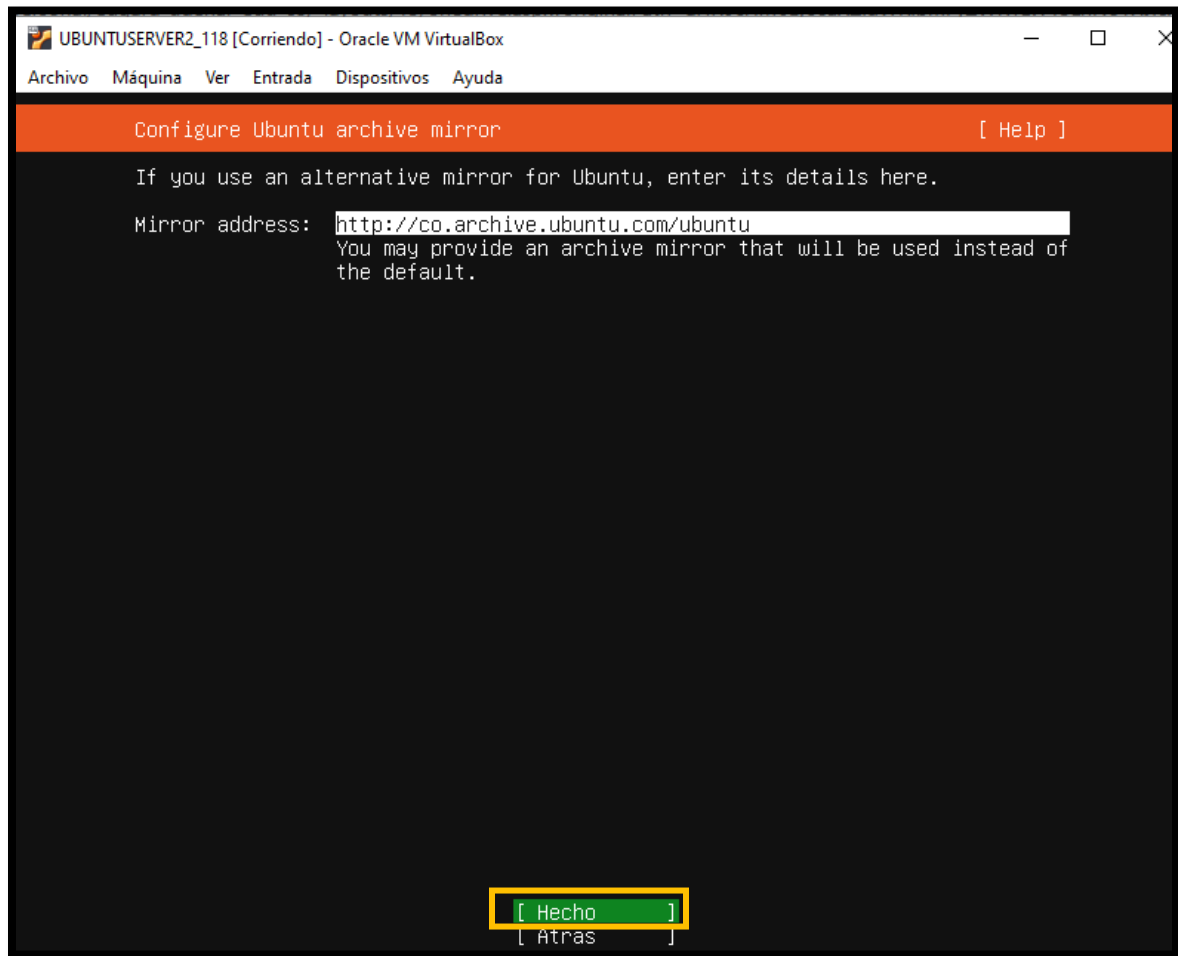 UBUNTUSERVER2_118 [Corriendo] - Oracle VM VirtualBox
Archivo Máquina Ver Entrada Dispositivos Ayuda
Configure Ubuntu archive mirror [ Help ]
If you use an alternative mirror for Ubuntu, enter its details here.
Mirror address: http://co.archive.ubuntu.com/ubuntu
You may provide an archive mirror that will be used instead of
the default.
[ Hecho ]
[ Atras ]